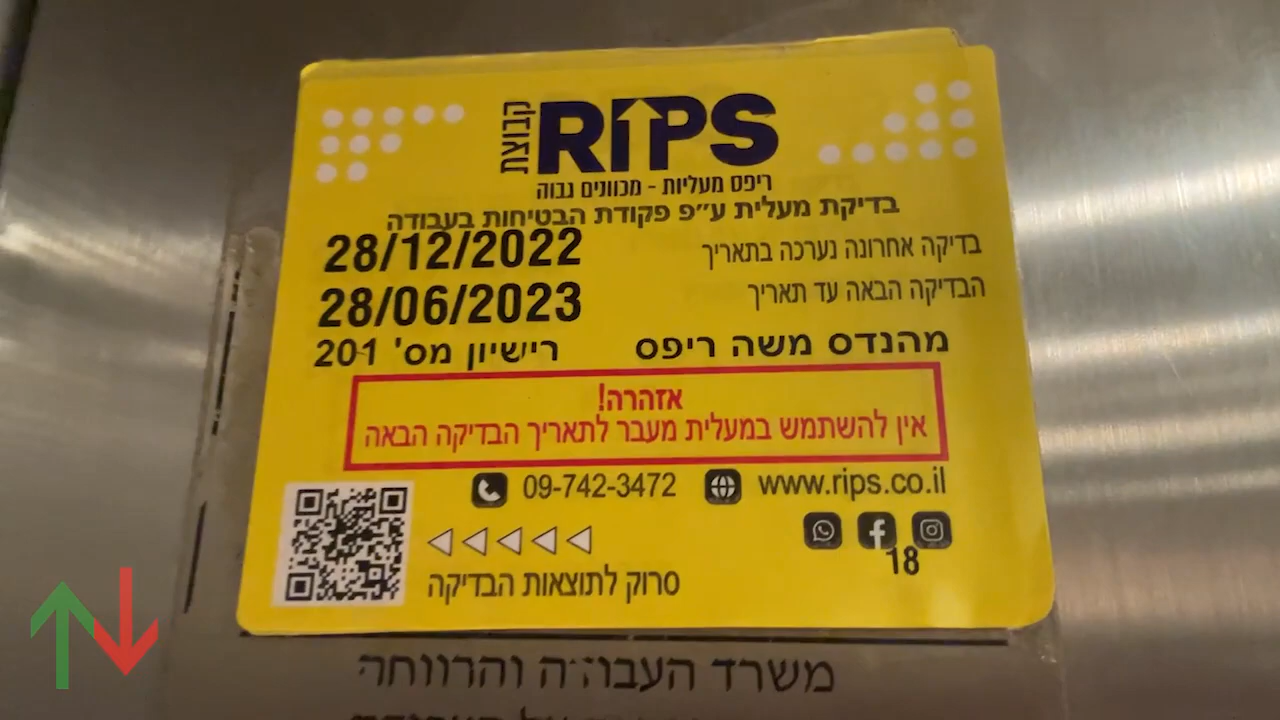 קבוצת RIPS
ריפס מעליות - מכוונים גבוה
בדיקת מעלית ע״פ פקודת הבטיחות בעבודה
בדיקה אחרונה נערכה בתאריך 28/12/2022
הבדיקה הבאה עד תאריך 28/06/2023
מהנדס משה ריפס רישיון מס' 201
אזהרה!
אין להשתמש במעלית מעבר לתאריך הבדיקה הבאה
09-742-3472 www.rips.co.il
18
סרוק לתוצאות הבדיקה
משרד העבודה והרווחה